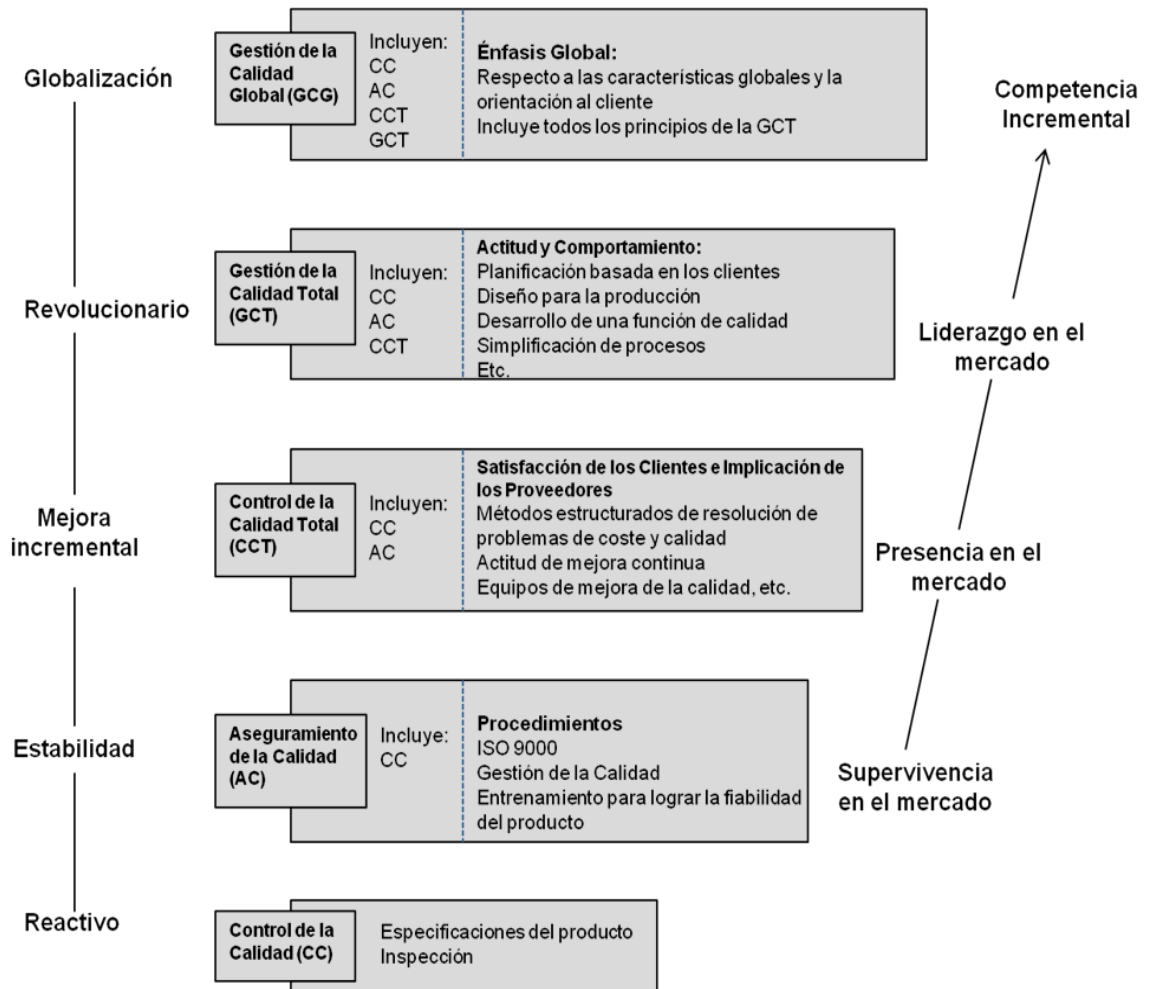 Globalización
Gestión de la
Calidad
Global (GCG)
Incluyen:
CC
AC
CCT
GCT
Énfasis Global:
Respecto a las características globales y la
orientación al cliente
Incluye todos los principios de la GCT
Competencia
Incremental
Revolucionario
Gestión de la
Calidad Total
(GCT)
Incluyen:
CC
AC
CCT
Actitud y Comportamiento:
Planificación basada en los clientes
Diseño para la producción
Desarrollo de una función de calidad
Simplificación de procesos
Etc.
Liderazgo en el
mercado
Mejora
incremental
Control de la
Calidad Total
(CCT)
Incluyen:
CC
AC
Satisfacción de los Clientes e Implicación de
los Proveedores
Métodos estructurados de resolución de
problemas de coste y calidad
Actitud de mejora continua
Equipos de mejora de la calidad, etc.
Presencia en el
mercado
Estabilidad
Aseguramiento
de la Calidad
(AC)
Incluye:
CC
Procedimientos
ISO 9000
Gestión de la Calidad
Entrenamiento para lograr la fiabilidad
del producto
Supervivencia
en el mercado
Reactivo
Control de la
Calidad (CC)
Especificaciones del producto
Inspección